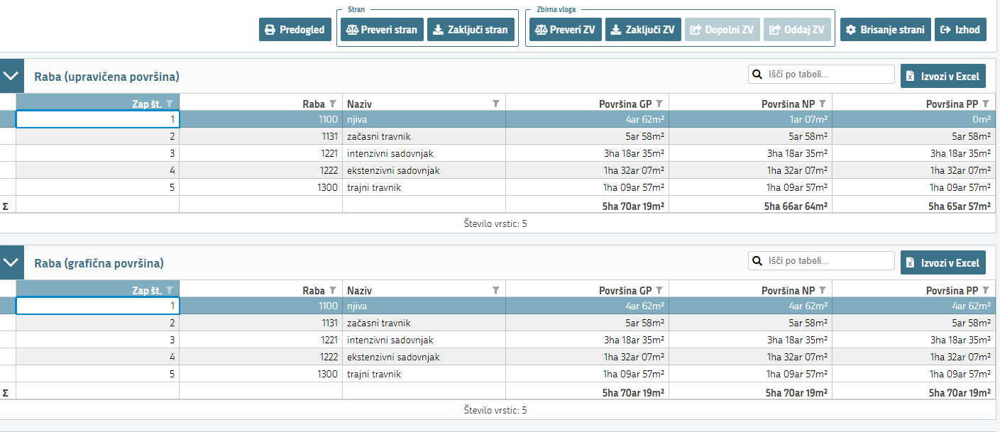 Stran
Zbirna vloga
Predogled Preveri stran Zaključi stran Preveri ZV Zaključi ZV Dopolni ZV Oddaj ZV Brisanje strani Izhod
Raba (upravičena površina) Išči po tabeli... Izvozi v Excel
Zap št. Raba Naziv Površina GP Površina NP Površina PP
1 1100 njiva 4ar 62m² 1ar 07m² 0m²
2 1131 začasni travnik 5ar 58m² 5ar 58m² 5ar 58m²
3 1221 intenzivni sadovnjak 3ha 18ar 35m² 3ha 18ar 35m² 3ha 18ar 35m²
4 1222 ekstenzivni sadovnjak 1ha 32ar 07m² 1ha 32ar 07m² 1ha 32ar 07m²
5 1300 trajni travnik 1ha 09ar 57m² 1ha 09ar 57m² 1ha 09ar 57m²
Σ 5ha 70ar 19m² 5ha 66ar 64m² 5ha 65ar 57m²
Število vrstic: 5
Raba (grafična površina) Išči po tabeli... Izvozi v Excel
Zap št. Raba Naziv Površina GP Površina NP Površina PP
1 1100 njiva 4ar 62m² 4ar 62m² 4ar 62m²
2 1131 začasni travnik 5ar 58m² 5ar 58m² 5ar 58m²
3 1221 intenzivni sadovnjak 3ha 18ar 35m² 3ha 18ar 35m² 3ha 18ar 35m²
4 1222 ekstenzivni sadovnjak 1ha 32ar 07m² 1ha 32ar 07m² 1ha 32ar 07m²
5 1300 trajni travnik 1ha 09ar 57m² 1ha 09ar 57m² 1ha 09ar 57m²
Σ 5ha 70ar 19m² 5ha 70ar 19m² 5ha 70ar 19m²
Število vrstic: 5